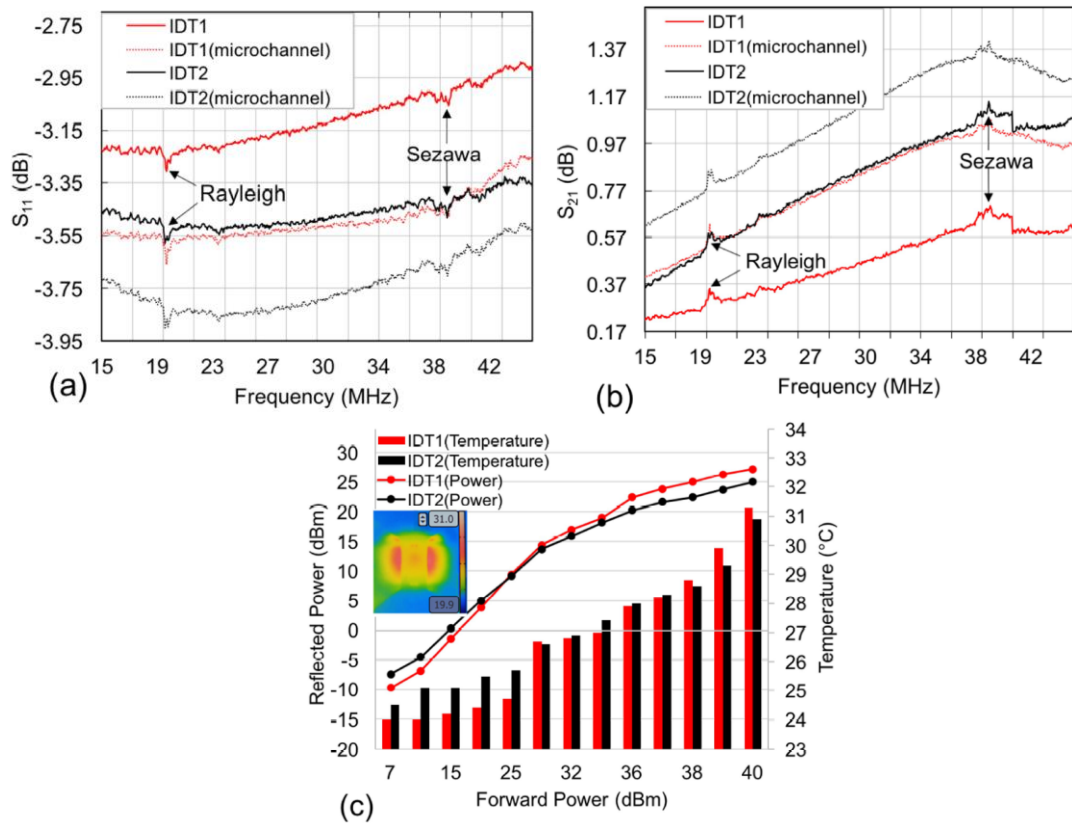 IDT1
IDT1(microchannel)
IDT2
IDT2(microchannel)
-2.75
-2.95
-3.15
-3.35
-3.55
-3.75
-3.95
S11 (dB)
Rayleigh
Sezawa
15 19 23 27 30 34 38 42
Frequency (MHz)
(a)
IDT1
IDT1(microchannel)
IDT2
IDT2(microchannel)
1.37
1.17
0.97
0.77
0.57
0.37
0.17
S21 (dB)
Sezawa
Rayleigh
15 19 23 27 30 34 38 42
Frequency (MHz)
(b)
IDT1(Temperature)
IDT2(Temperature)
IDT1(Power)
IDT2(Power)
31.0
19.9
30
25
20
15
10
5
0
-5
-10
-15
-20
Reflected Power (dBm)
34
33
32
31
30
29
28
27
26
25
24
23
Temperature (°C)
7 15 25 32 36 38 40
Forward Power (dBm)
(c)